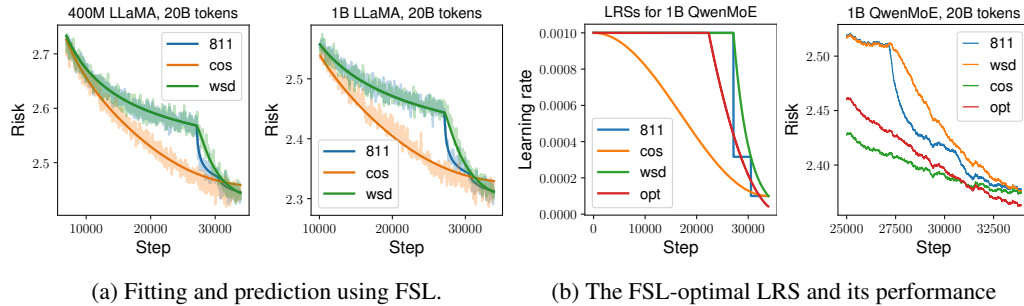 400M LLaMA, 20B tokens
Risk
2.7
2.6
2.5
811
cos
wsd
10000
20000
30000
Step
1B LLaMA, 20B tokens
Risk
2.5
2.4
2.3
811
cos
wsd
10000
20000
30000
Step
LRSs for 1B QwenMoE
Learning rate
0.0010
0.0008
0.0006
0.0004
0.0002
0.0000
811
cos
wsd
opt
0
20000
Step
1B QwenMoE, 20B tokens
Risk
2.50
2.45
2.40
811
wsd
cos
opt
25000
27500
30000
32500
Step
(a) Fitting and prediction using FSL.
(b) The FSL-optimal LRS and its performance